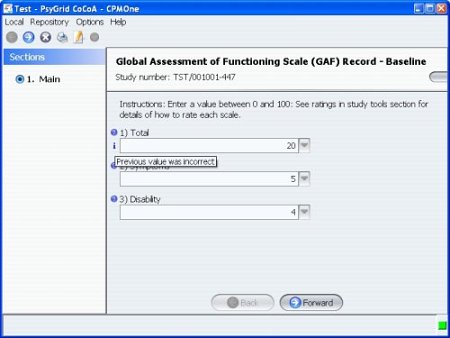 Test - PsyGrid CoCoA - CPMOne
Local Repository Options Help
Sections
1. Main
Global Assessment of Functioning Scale (GAF) Record - Baseline
Study number: TST/001001-447
Instructions: Enter a value between 0 and 100: See ratings in study tools section for
details of how to rate each scale.
1) Total
20
Previous value was incorrect
5
3) Disability
4
Back
Forward